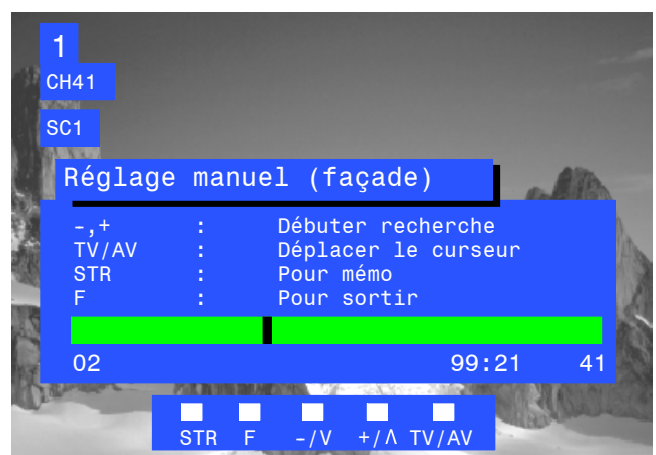 1
CH41
SC1
Réglage manuel (façade)
-,+ : Débuter recherche
TV/AV : Déplacer le curseur
STR : Pour mémo
F : Pour sortir
02 99:21 41
STR F -/V +/Λ TV/AV